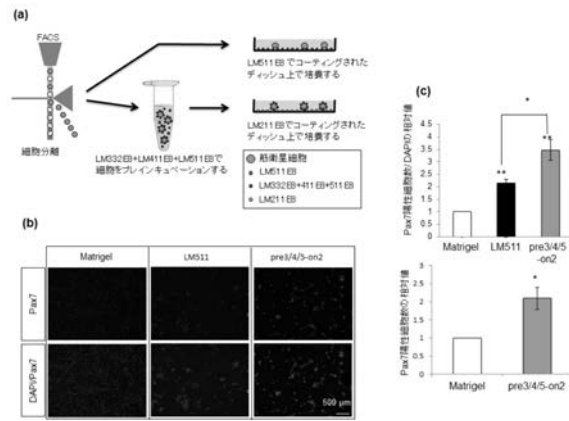 (a)
FACS
細胞分離
LM332E8+LM411E8+LM511E8で
細胞をプレインキュベーションする
LM511E8でコーティングされた
ディッシュ上で培養する
LM211E8でコーティングされた
ディッシュ上で培養する
筋衛星細胞
LM511E8
LM332E8+411E8+511E8
LM211E8
(b)
Matrigel
LM511
pre3/4/5-on2
Pax7
DAPI/Pax7
500 μm
(c)
Pax7陽性細胞数/DAPIの相対値
4.5
4
3.5
3
2.5
2
1.5
1
0.5
0
**
**
*
Matrigel
LM511
pre3/4/5
-on2
Pax7陽性細胞数の相対値
3
2.5
2
1.5
1
0.5
0
*
Matrigel
pre3/4/5-on2